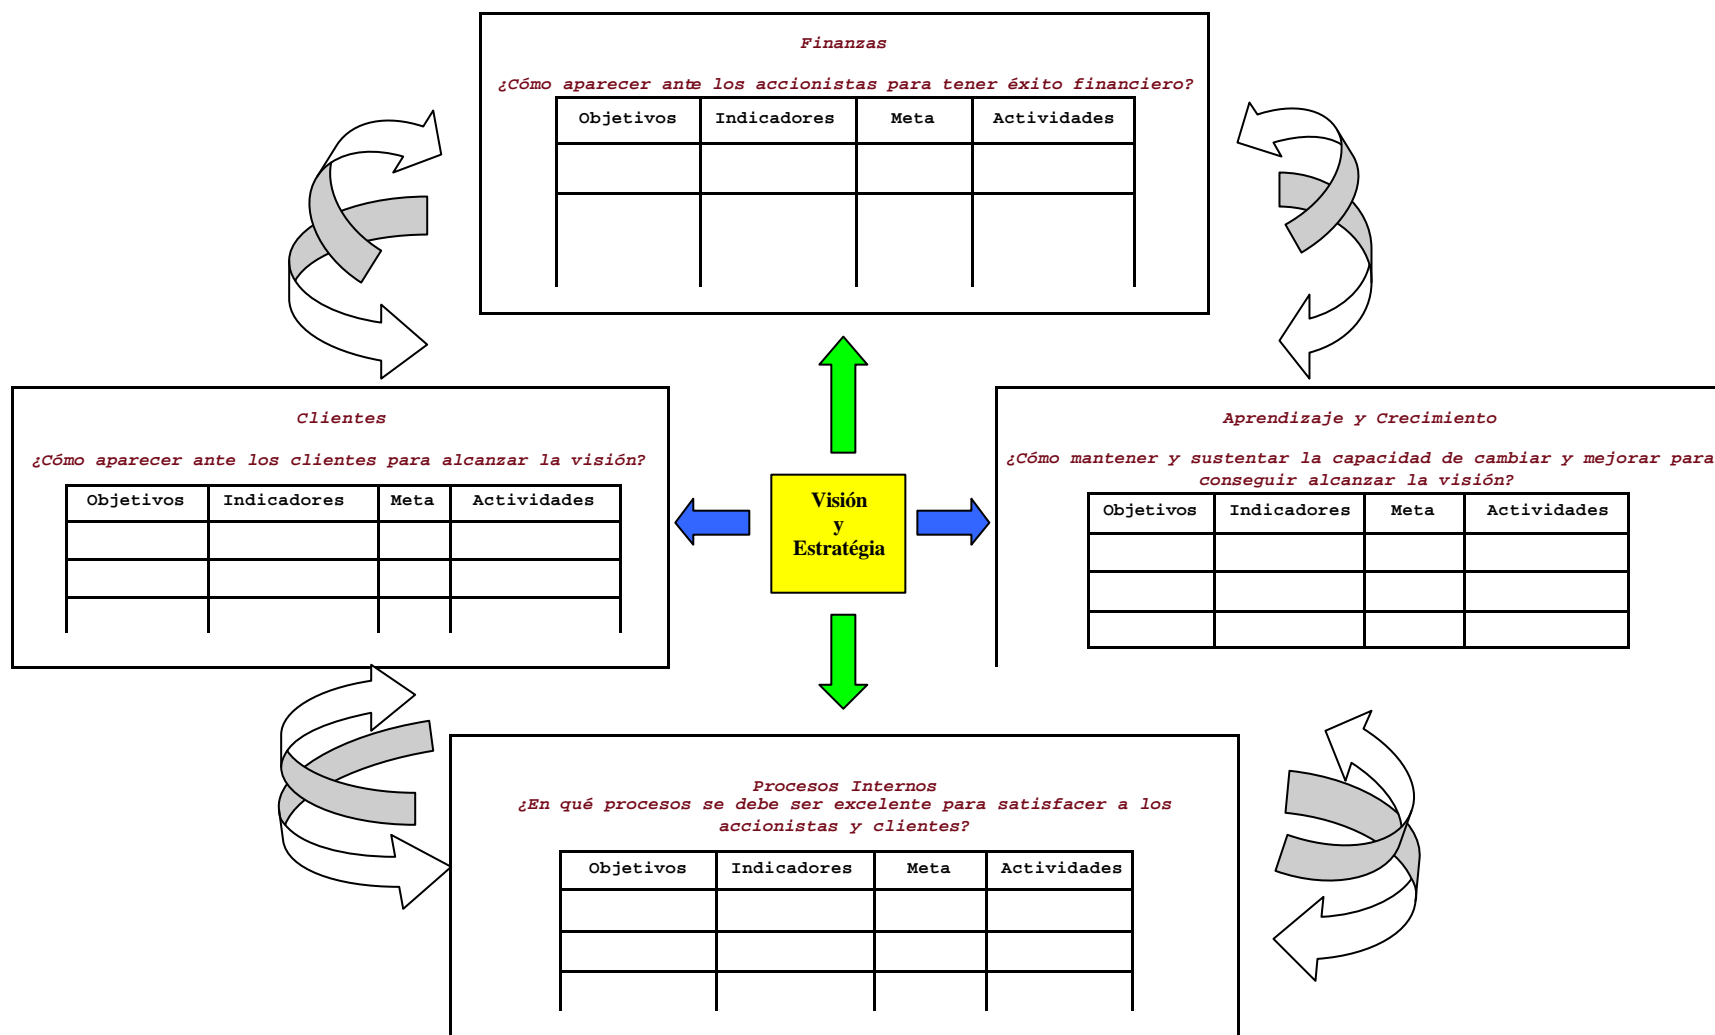 Finanzas
¿Cómo aparecer ante los accionistas para tener éxito financiero?
Objetivos Indicadores Meta Actividades
Clientes
¿Cómo aparecer ante los clientes para alcanzar la visión?
Objetivos Indicadores Meta Actividades
Visión
y
Estratégia
Aprendizaje y Crecimiento
¿Cómo mantener y sustentar la capacidad de cambiar y mejorar para
conseguir alcanzar la visión?
Objetivos Indicadores Meta Actividades
Procesos Internos
¿En qué procesos se debe ser excelente para satisfacer a los
accionistas y clientes?
Objetivos Indicadores Meta Actividades